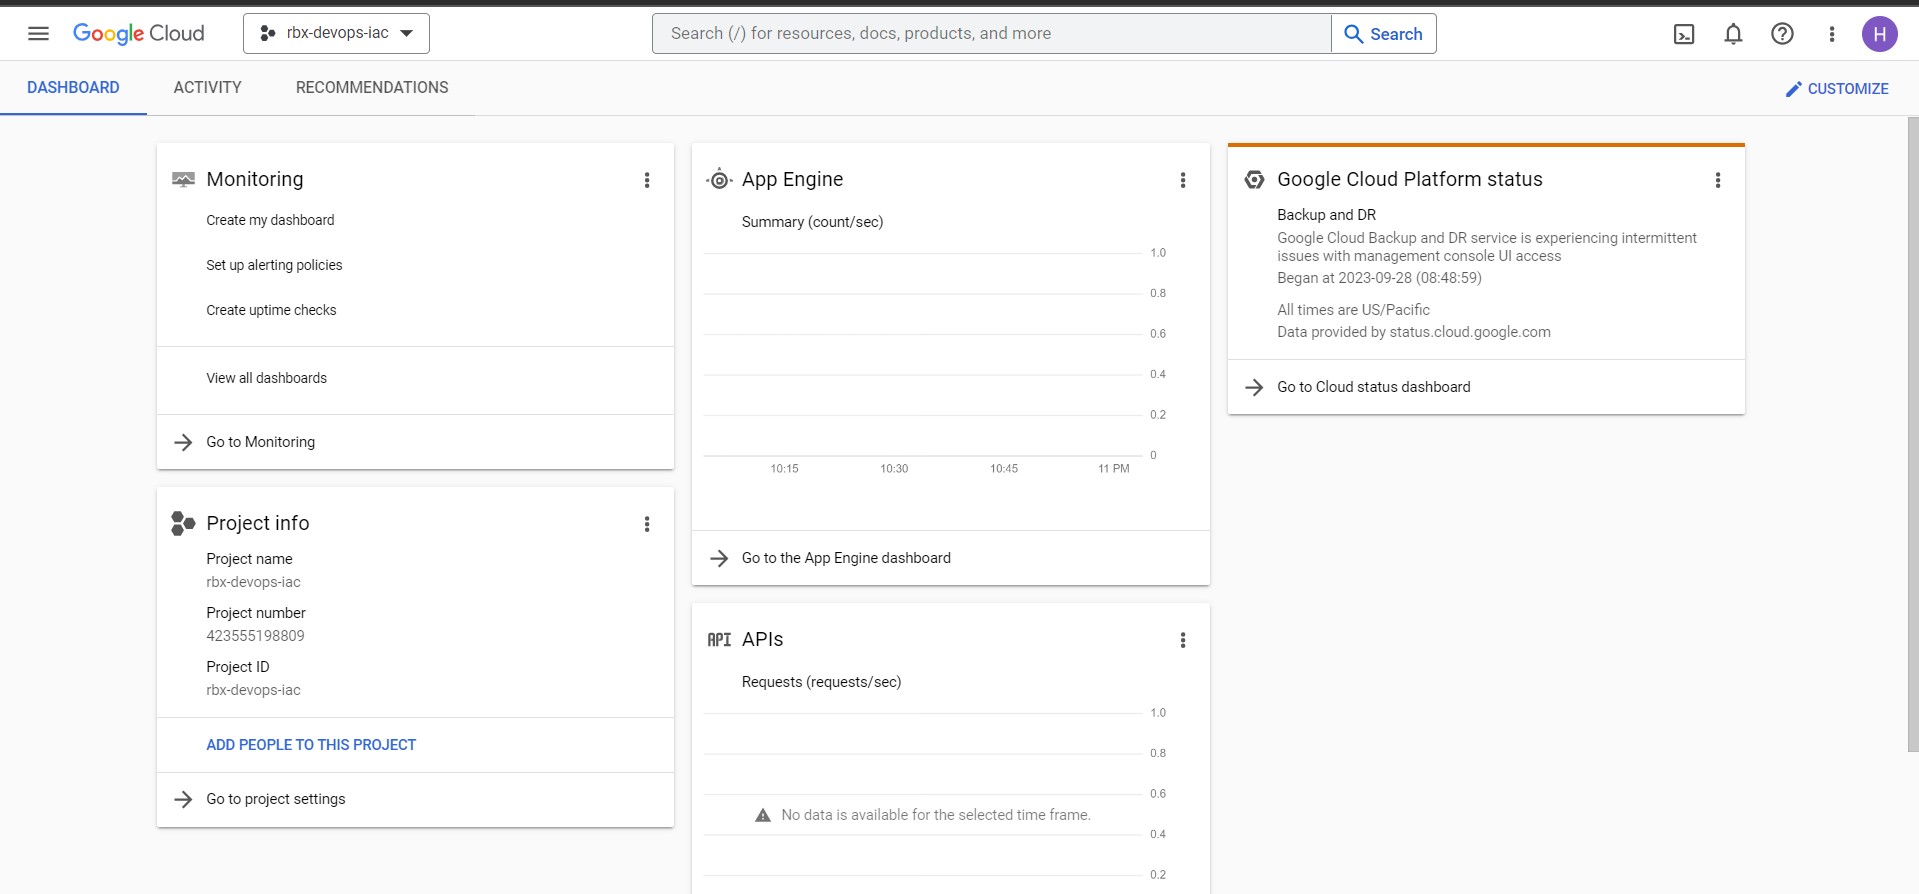 Google Cloud
rbx-devops-iac
Search (/) for resources, docs, products, and more
Search
H
DASHBOARD
ACTIVITY
RECOMMENDATIONS
CUSTOMIZE
Monitoring
Create my dashboard
Set up alerting policies
Create uptime checks
View all dashboards
Go to Monitoring
Project info
Project name
rbx-devops-iac
Project number
423555198809
Project ID
rbx-devops-iac
ADD PEOPLE TO THIS PROJECT
Go to project settings
App Engine
Summary (count/sec)
1.0
0.8
0.6
0.4
0.2
0
10:15 10:30 10:45 11 PM
Go to the App Engine dashboard
API APIs
Requests (requests/sec)
1.0
0.8
0.6
No data is available for the selected time frame.
0.4
0.2
Google Cloud Platform status
Backup and DR
Google Cloud Backup and DR service is experiencing intermittent
issues with management console UI access
Began at 2023-09-28 (08:48:59)
All times are US/Pacific
Data provided by status.cloud.google.com
Go to Cloud status dashboard